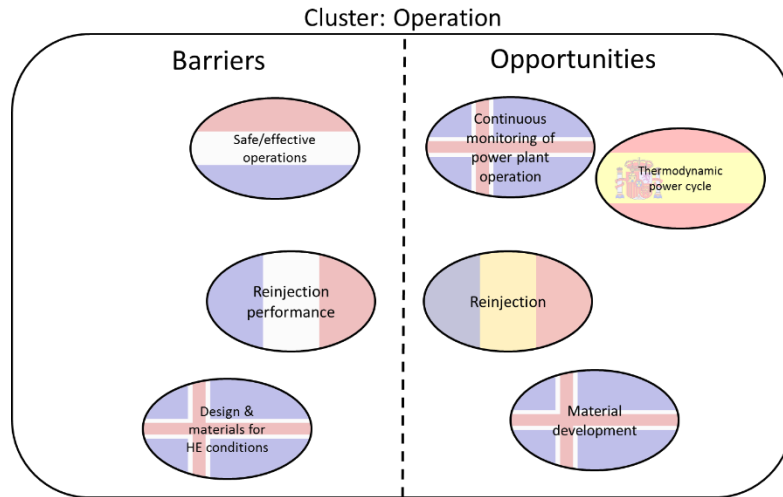 Cluster: Operation
Barriers
Opportunities
Safe/effective
operations
Continuous
monitoring of
power plant
operation
Thermodynamic
power cycle
Reinjection
performance
Reinjection
Design &
materials for
HE conditions
Material
development